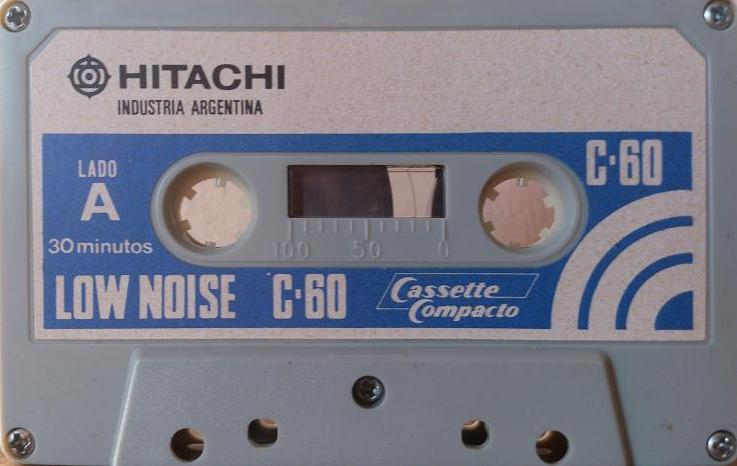 HITACHI
INDUSTRIA ARGENTINA
C·60
LADO
A
30 minutos
100 50 0
LOW NOISE C·60
Cassette
Compacto